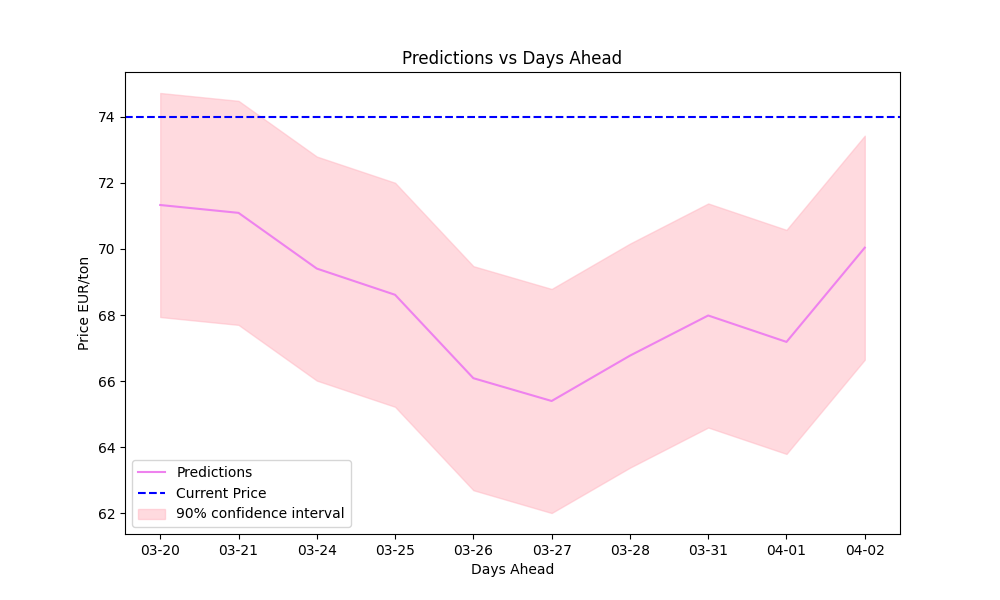 Predictions vs Days Ahead
Price EUR/ton
74
72
70
68
66
64
62
Predictions
Current Price
90% confidence interval
03-20 03-21 03-24 03-25 03-26 03-27 03-28 03-31 04-01 04-02
Days Ahead